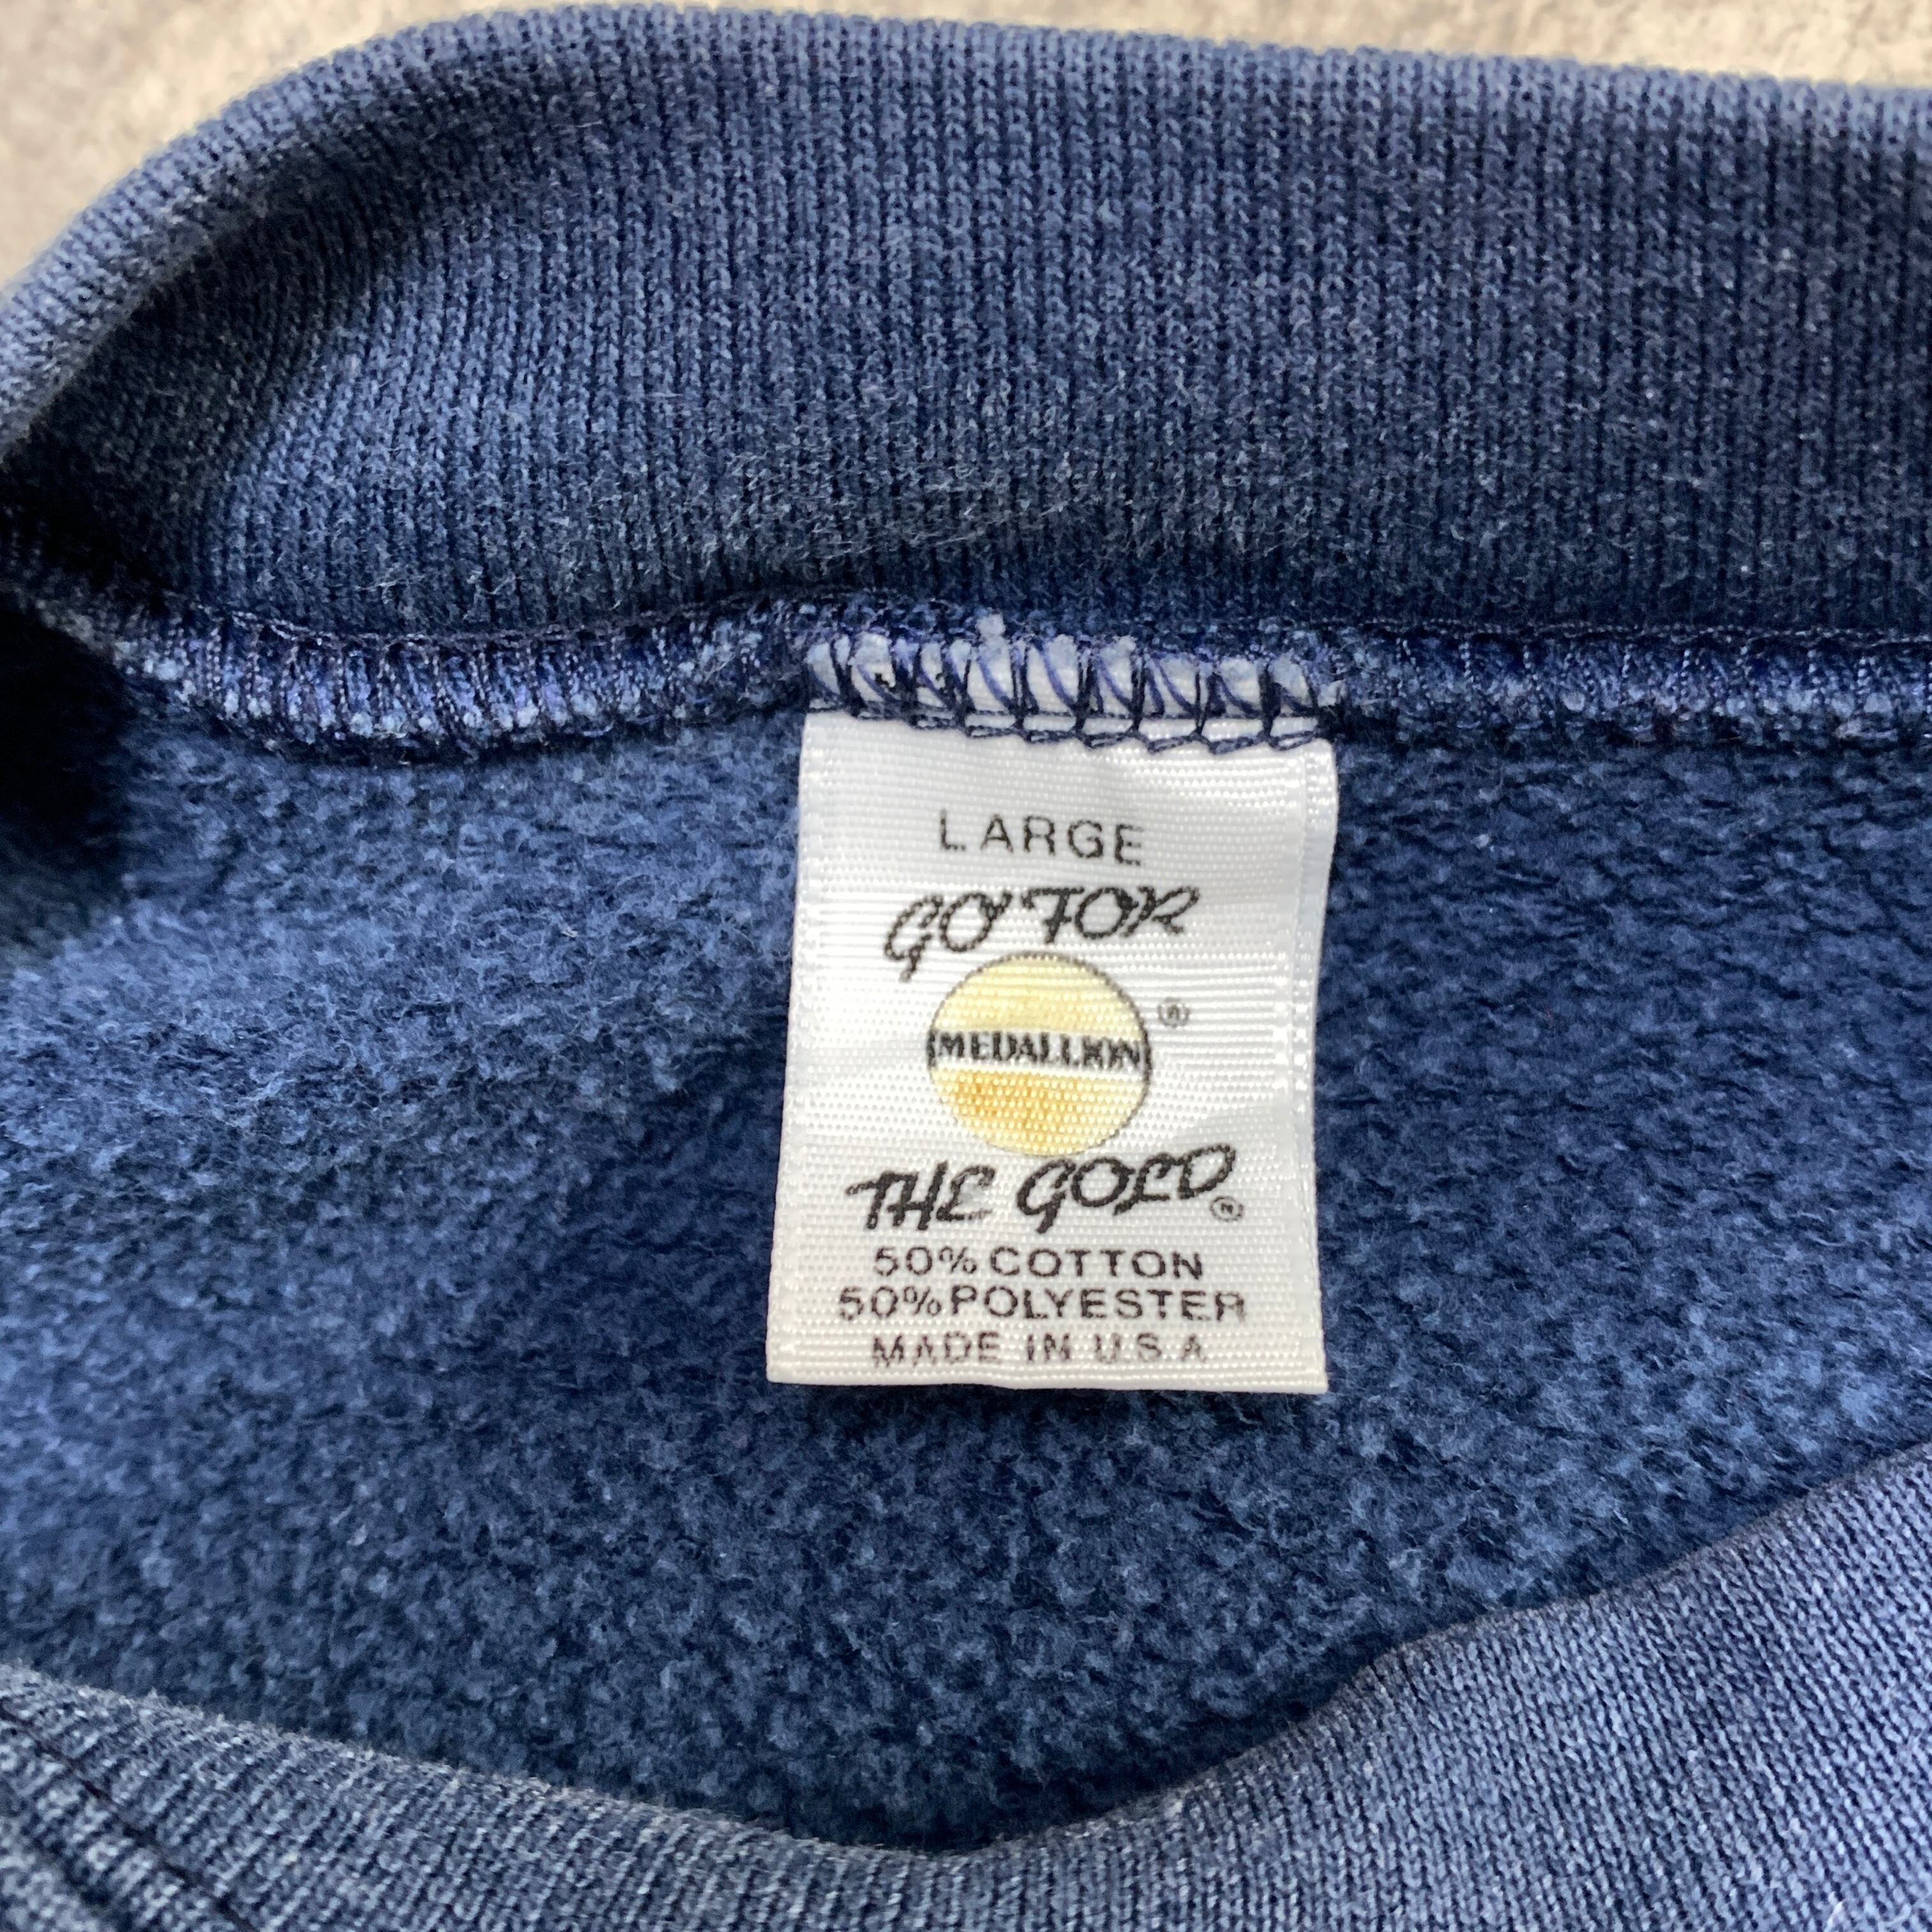 LARGE
GO FOR
MEDALLION ®
THE GOLD ®
50% COTTON
50% POLYESTER
MADE IN U.S.A